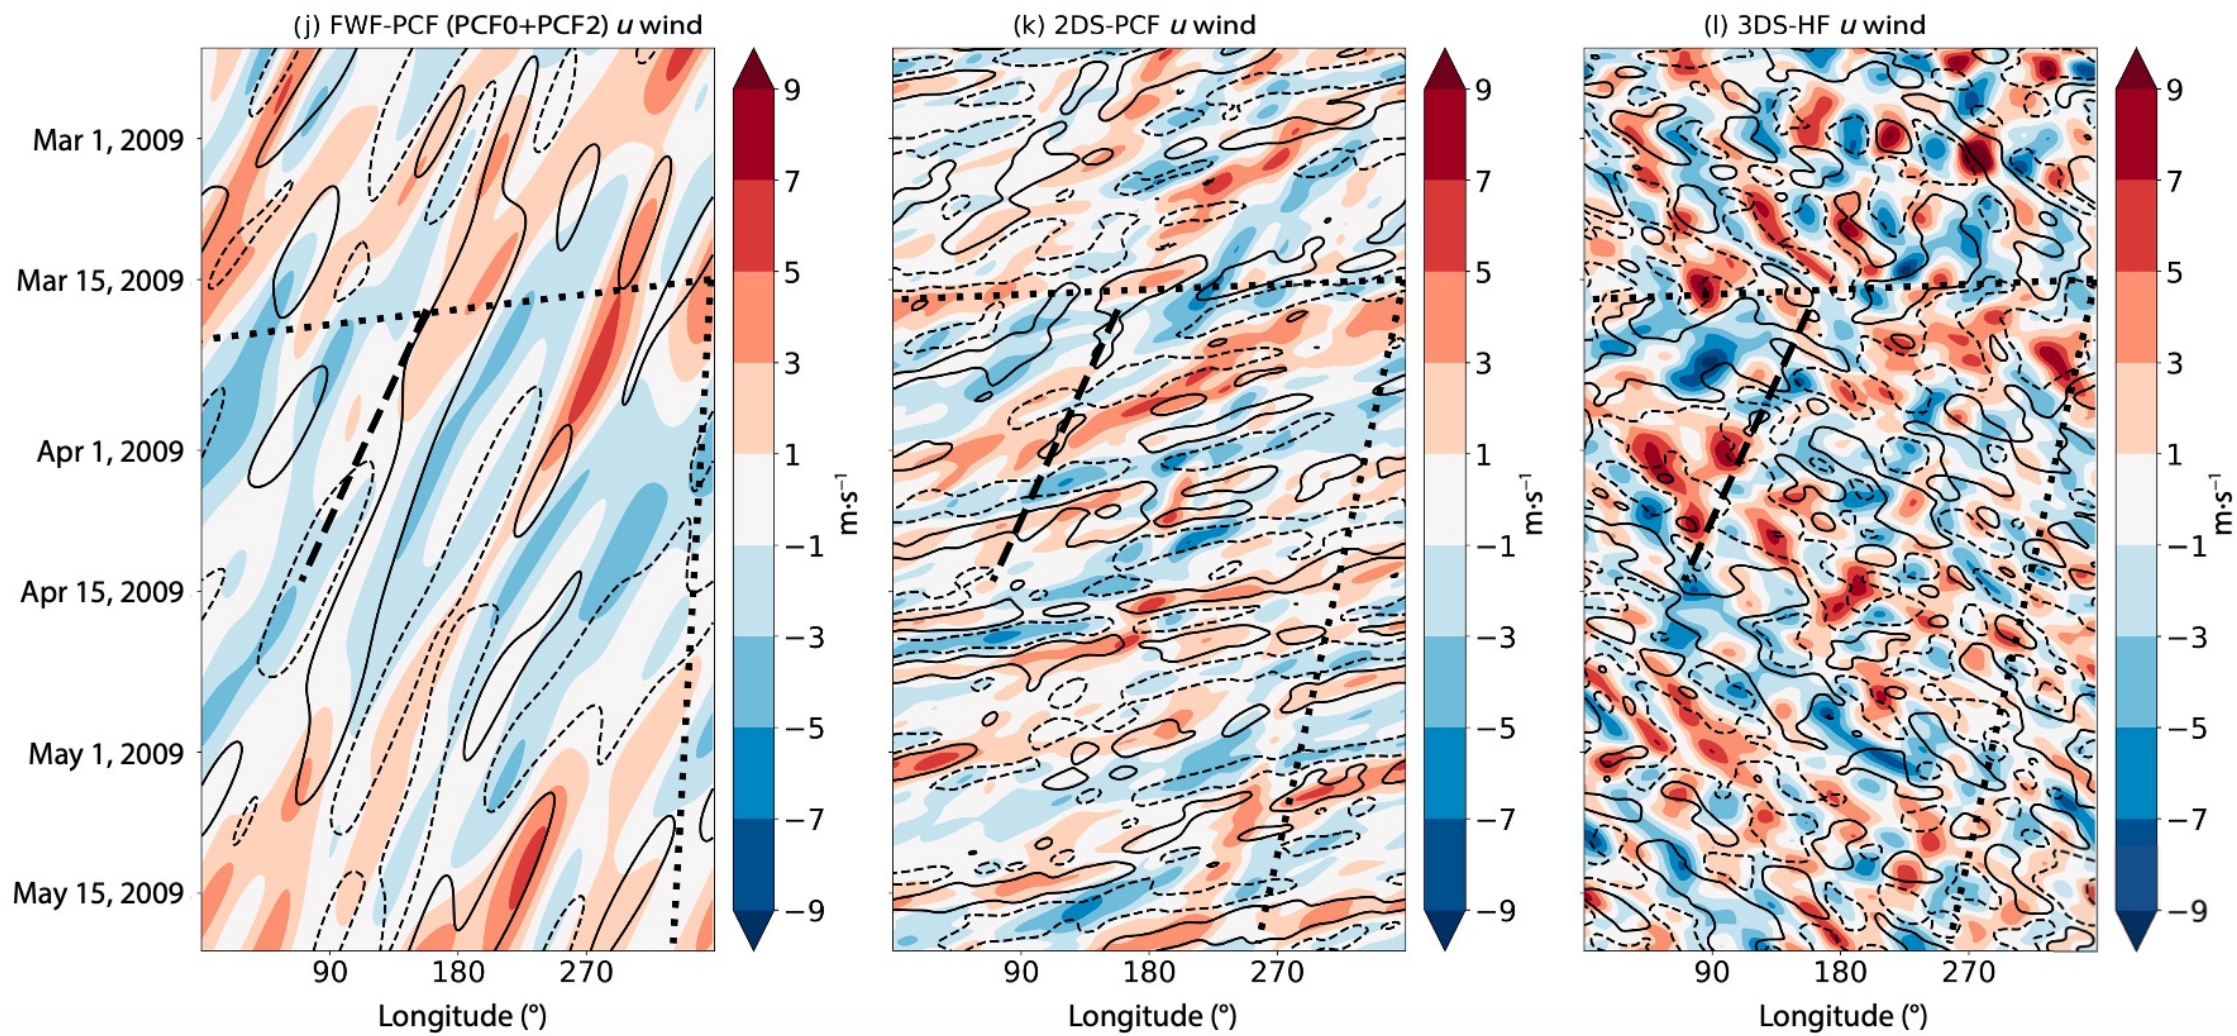 (j) FWF-PCF (PCF0+PCF2) u wind
(k) 2DS-PCF u wind
(l) 3DS-HF u wind
Mar 1, 2009
Mar 15, 2009
Apr 1, 2009
Apr 15, 2009
May 1, 2009
May 15, 2009
9
7
5
3
1
−1
−3
−5
−7
−9
m·s⁻¹
9
7
5
3
1
−1
−3
−5
−7
−9
m·s⁻¹
9
7
5
3
1
−1
−3
−5
−7
−9
m·s⁻¹
90 180 270
90 180 270
90 180 270
Longitude (°)
Longitude (°)
Longitude (°)